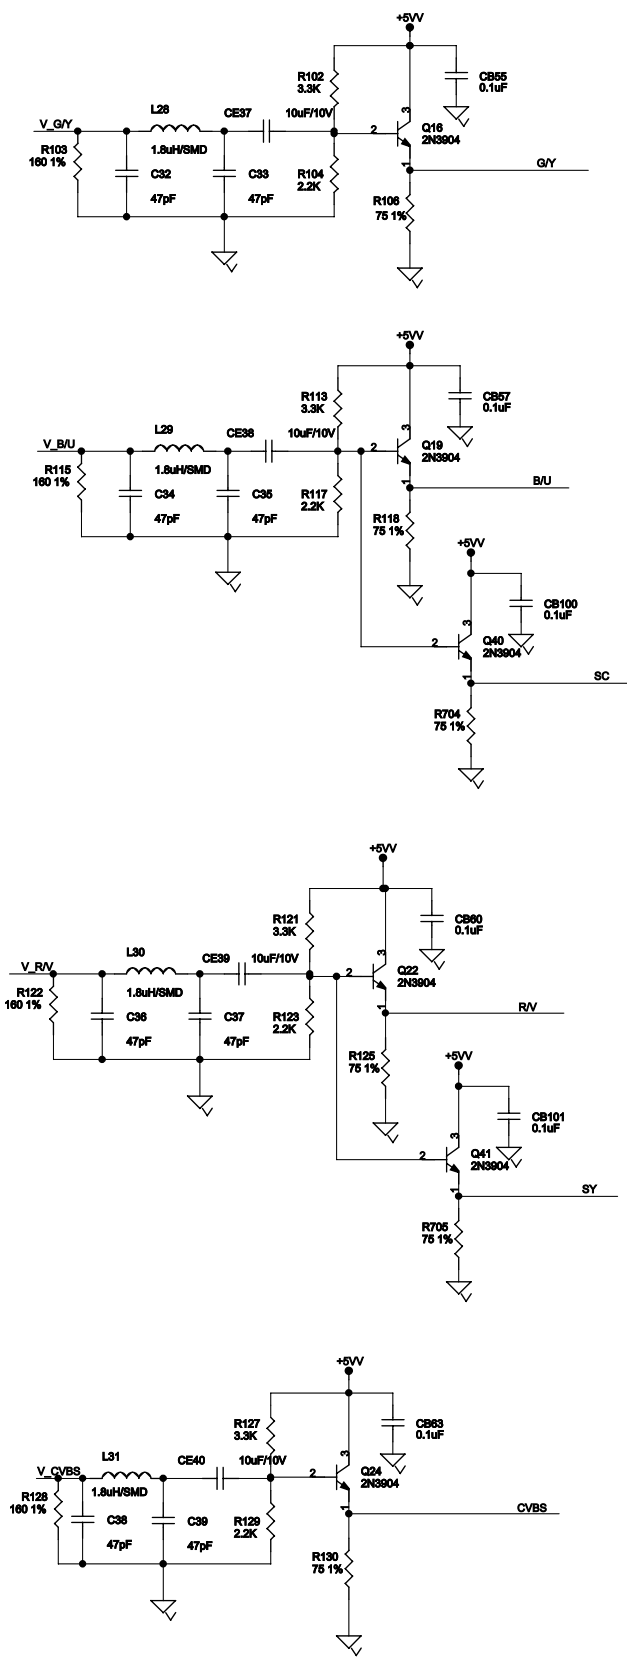 +5VV
R102
3.3K
CB55
0.1uF
L28
CE37
10uF/10V
3
V_G/Y
2
Q16
2N3904
R103
160 1%
1.8uH/SMD
1
G/Y
C32
C33
R104
2.2K
47pF
47pF
R106
75 1%
+5VV
R113
3.3K
CB57
0.1uF
L29
CE38
10uF/10V
3
V_B/U
2
Q19
2N3904
R115
160 1%
1.8uH/SMD
1
B/U
C34
C35
R117
2.2K
47pF
47pF
R118
75 1%
+5VV
CB100
0.1uF
3
2
Q40
2N3904
1
SC
R704
75 1%
+5VV
R121
3.3K
CB60
0.1uF
L30
CE39
10uF/10V
3
V_R/V
2
Q22
2N3904
R122
160 1%
1.8uH/SMD
1
R/V
C36
C37
R123
2.2K
47pF
47pF
R125
75 1%
+5VV
CB101
0.1uF
3
2
Q41
2N3904
1
SY
R705
75 1%
+5VV
R127
3.3K
CB63
0.1uF
L31
CE40
10uF/10V
3
V_CVBS
2
Q24
2N3904
R128
160 1%
1.8uH/SMD
1
CVBS
C38
C39
R129
2.2K
47pF
47pF
R130
75 1%